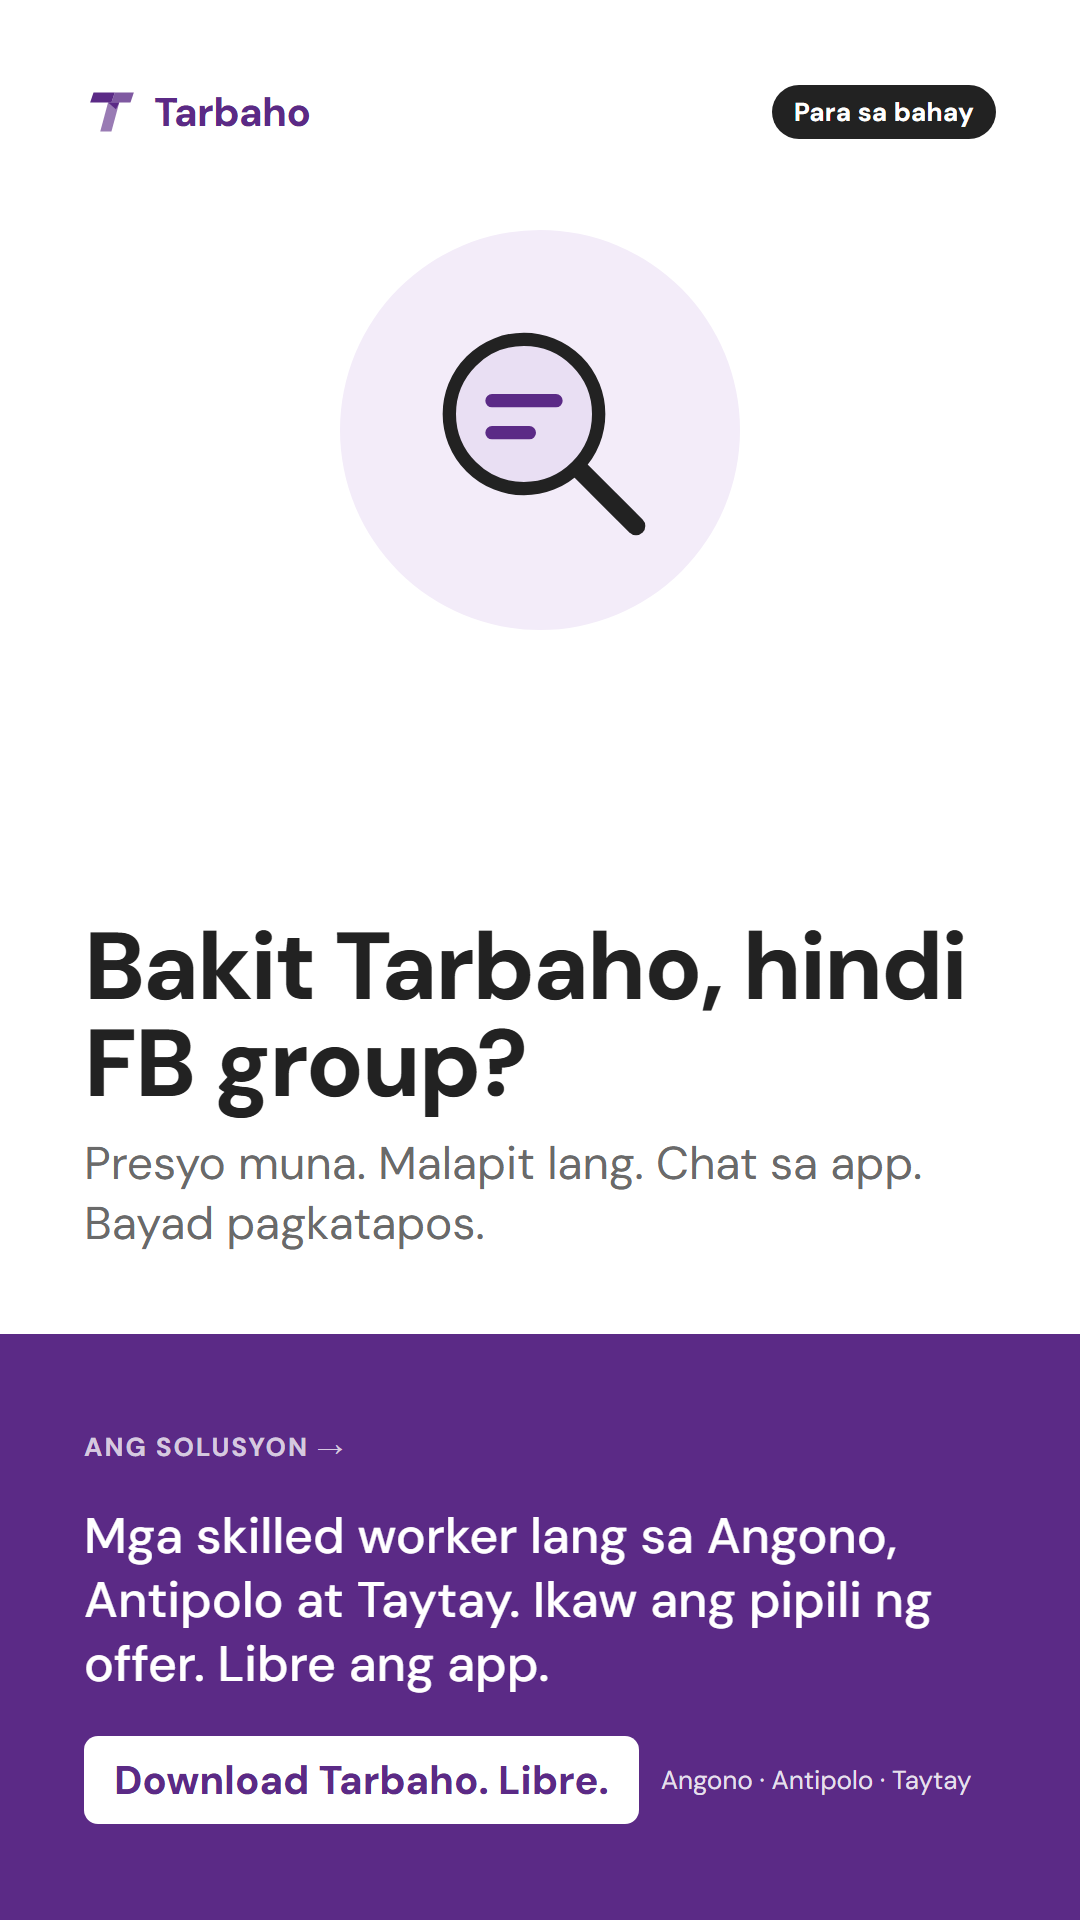 Tarbaho
Para sa bahay
Bakit Tarbaho, hindi
FB group?
Presyo muna. Malapit lang. Chat sa app.
Bayad pagkatapos.
ANG SOLUSYON →
Mga skilled worker lang sa Angono,
Antipolo at Taytay. Ikaw ang pipili ng
offer. Libre ang app.
Download Tarbaho. Libre.
Angono · Antipolo · Taytay